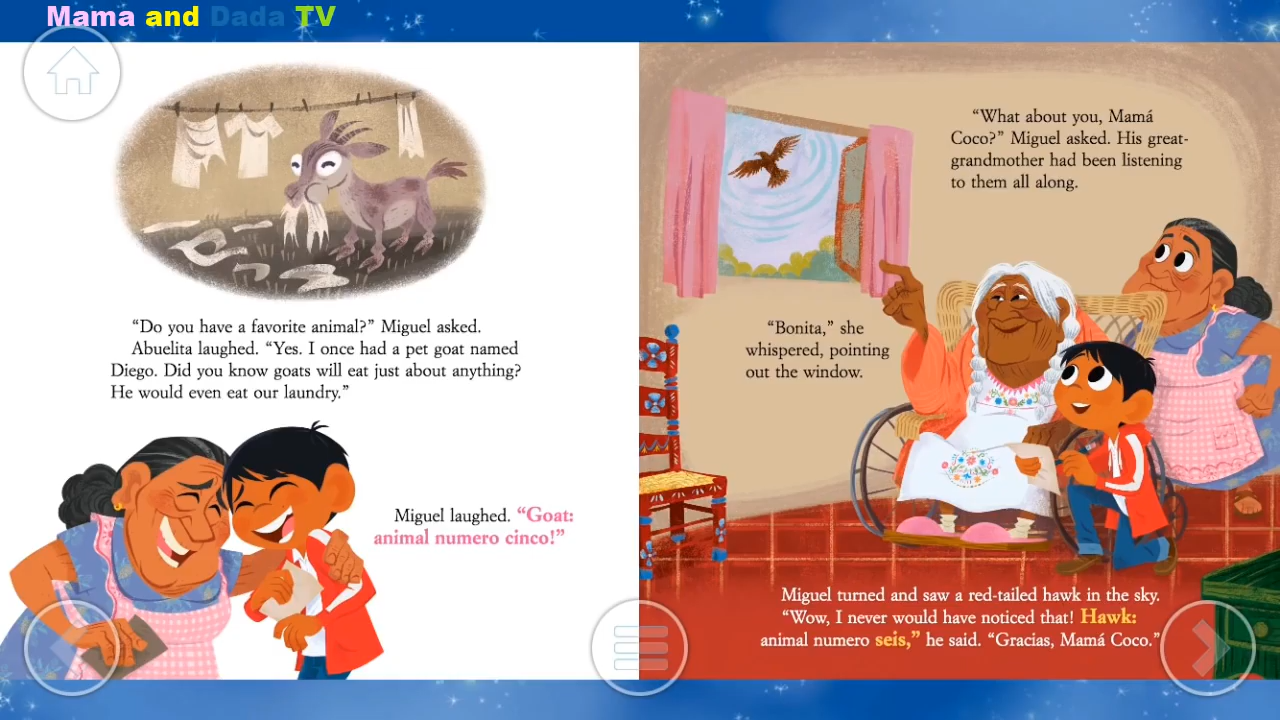 Mama and Dada TV
“Do you have a favorite animal?” Miguel asked.
Abuelita laughed. “Yes. I once had a pet goat named
Diego. Did you know goats will eat just about anything?
He would even eat our laundry.”
Miguel laughed. “Goat:
animal numero cinco!”
“What about you, Mamá
Coco?” Miguel asked. His great-
grandmother had been listening
to them all along.
“Bonita,” she
whispered, pointing
out the window.
Miguel turned and saw a red-tailed hawk in the sky.
“Wow, I never would have noticed that! Hawk:
animal numero seis,” he said. “Gracias, Mamá Coco.”